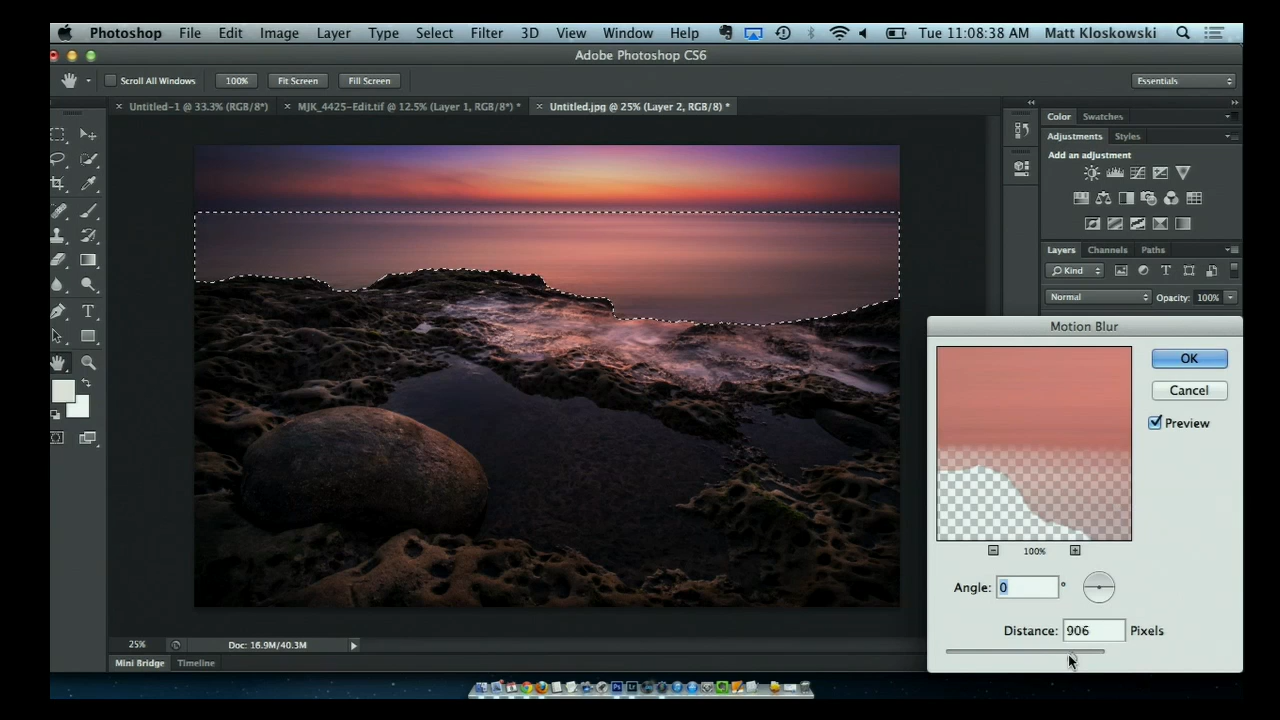 Photoshop File Edit Image Layer Type Select Filter 3D View Window Help Tue 11:08:38 AM Matt Kloskowski
Adobe Photoshop CS6
Scroll All Windows 100% Fit Screen Fill Screen Essentials
× Untitled-1 @ 33.3% (RGB/8*) × MJK_4425-Edit.tif @ 12.5% (Layer 1, RGB/8*) * × Untitled.jpg @ 25% (Layer 2, RGB/8) *
Color Swatches
Adjustments Styles
Add an adjustment
Layers Channels Paths
Kind T
Normal Opacity: 100%
Motion Blur
OK
Cancel
Preview
100%
Angle: 0 °
Distance: 906 Pixels
25% Doc: 16.9M/40.3M
Mini Bridge Timeline